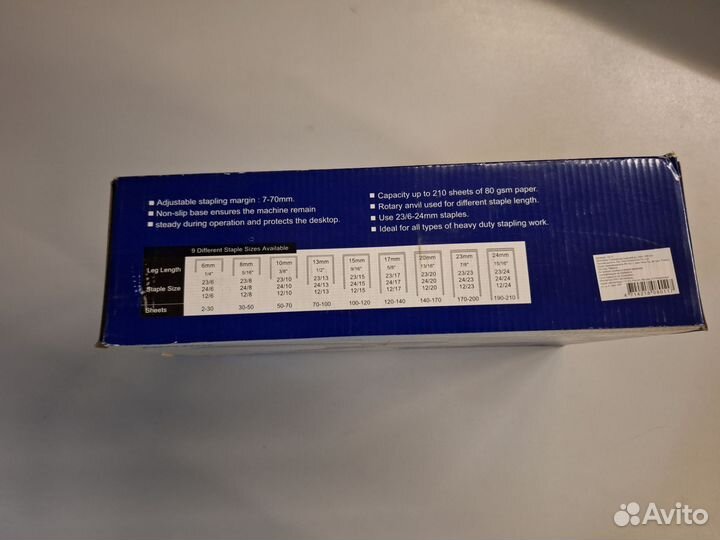 Adjustable stapling margin : 7-70mm.
Non-slip base ensures the machine remain
steady during operation and protects the desktop.
Capacity up to 210 sheets of 80 gsm paper.
Rotary anvil used for different staple length.
Use 23/6-24mm staples.
Ideal for all types of heavy duty stapling work.
9 Different Staple Sizes Available
Leg Length 6mm 8mm 10mm 13mm 15mm 17mm 20mm 23mm 24mm
1/4" 5/16" 3/8" 1/2" 9/16" 5/8" 13/16" 7/8" 15/16"
23/6 23/8 23/10 23/13 23/15 23/17 23/20 23/23 23/24
Staple Size 24/6 24/8 24/10 24/13 24/15 24/17 24/20 24/23 24/24
12/6 12/8 12/10 12/13 12/15 12/17 12/20 12/23 12/24
Sheets 2-30 30-50 50-70 70-100 100-120 120-140 140-170 170-200 190-210
Avito